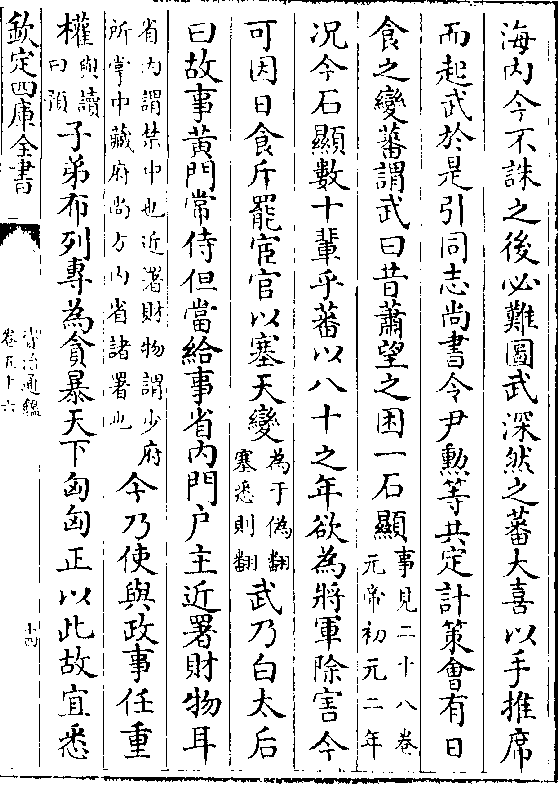 海内今不誅之後必難圖武深然之蕃大喜以手推席
而起武於是引同志尚書令尹勲等共定計策㑹有日
食之變蕃謂武曰昔蕭望之困一石顯事見二十八卷
元帝初元二年
况今石顯數十輩乎蕃以八十之年欲為將軍除害今
可因日食斥罷宦官以塞天變為于偽翻
塞悉則翻武乃白太后
曰故事黄門常侍但當給事省内門户主近署財物耳
省内謂禁中也近署財物謂少府
所掌中藏府尚方内省諸署也今乃使與政事任重
權與讀
曰預子弟布列專為貪暴天下匈匈正以此故宜悉
欽定四庫全書
資治通鑑
卷五十六
十四